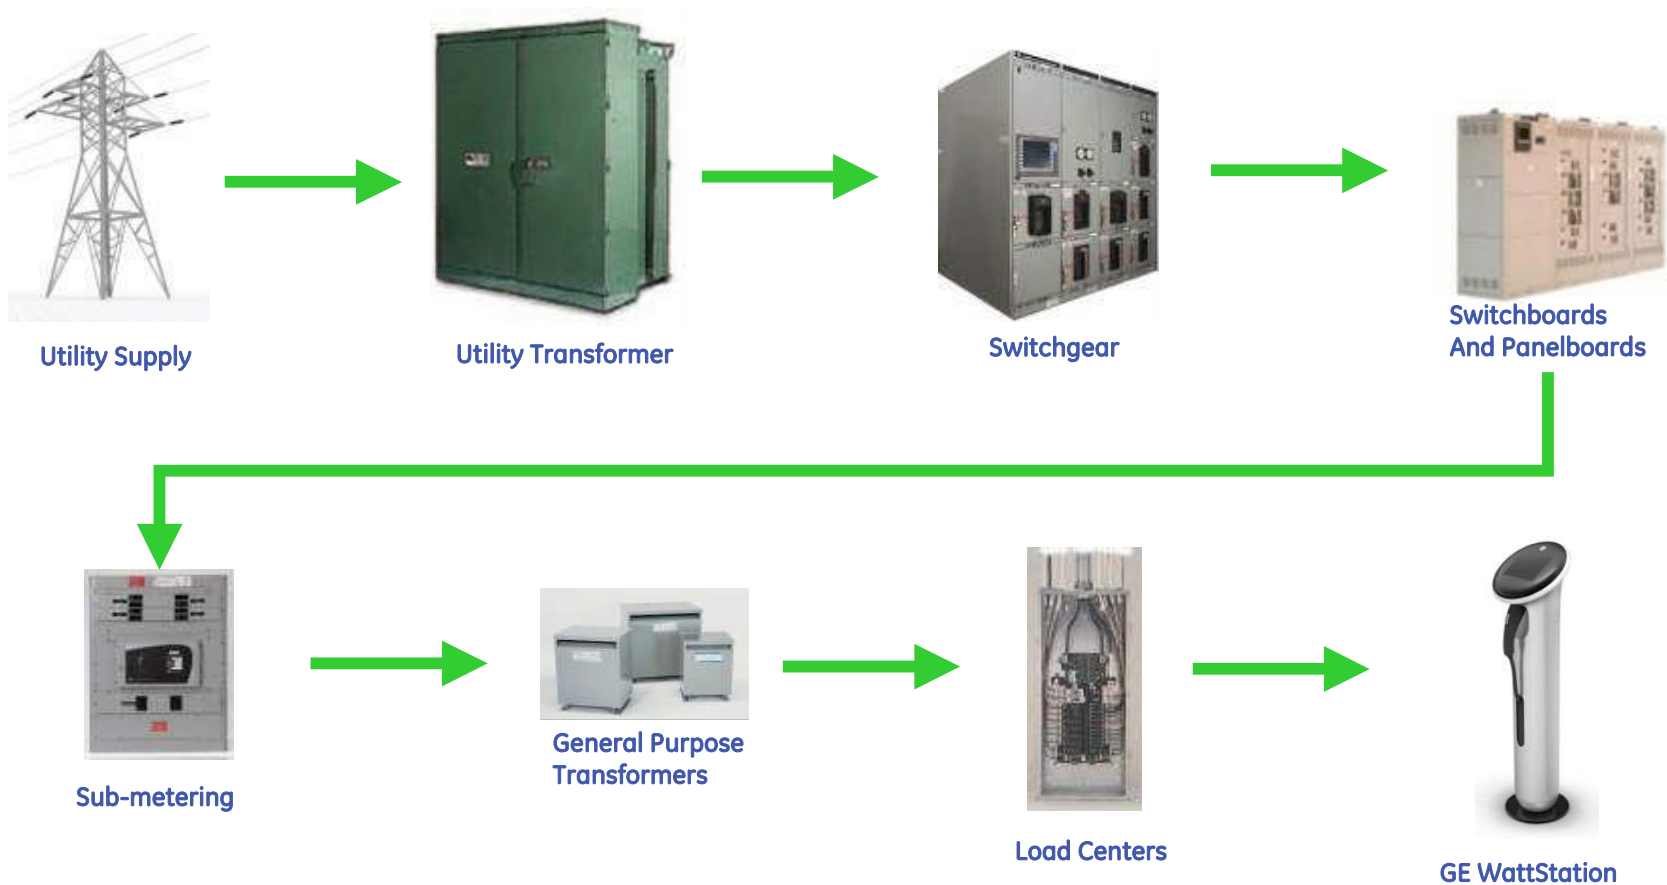 Utility Supply
Utility Transformer
Switchgear
Switchboards
And Panelboards
Sub-metering
General Purpose
Transformers
Load Centers
GE WattStation